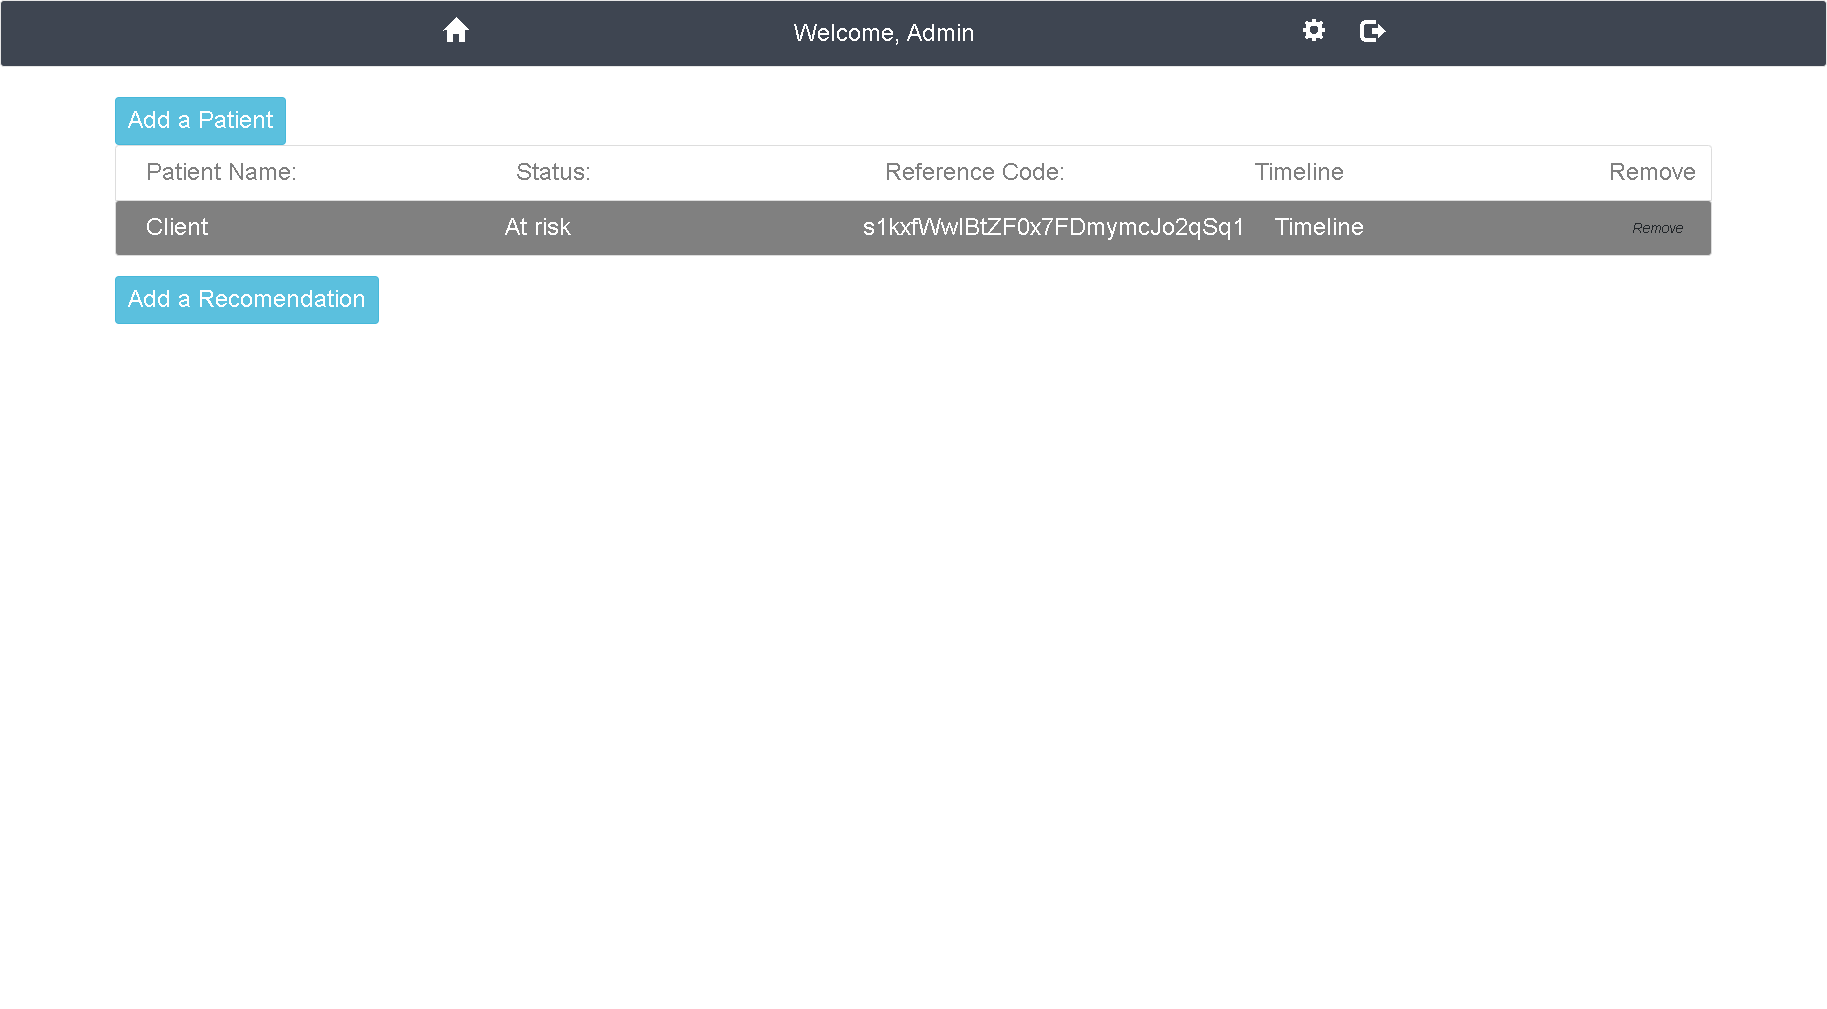 Welcome, Admin
Add a Patient
Patient Name: Status: Reference Code: Timeline Remove
Client At risk s1kxfWwlBtZF0x7FDmymcJo2qSq1 Timeline Remove
Add a Recomendation